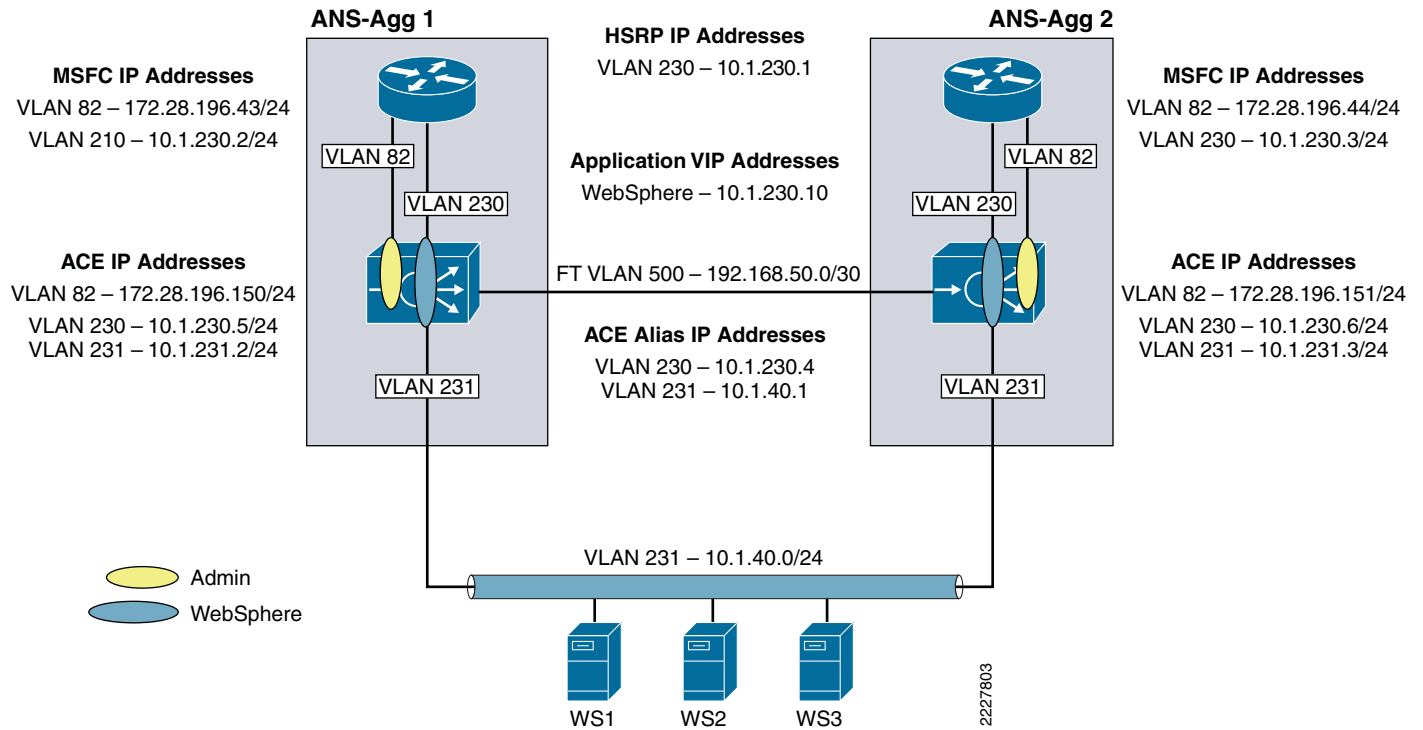 ANS-Agg 1
ANS-Agg 2
HSRP IP Addresses
VLAN 230 – 10.1.230.1
MSFC IP Addresses
VLAN 82 – 172.28.196.43/24
VLAN 210 – 10.1.230.2/24
MSFC IP Addresses
VLAN 82 – 172.28.196.44/24
VLAN 230 – 10.1.230.3/24
VLAN 82
VLAN 230
Application VIP Addresses
WebSphere – 10.1.230.10
VLAN 82
VLAN 230
ACE IP Addresses
VLAN 82 – 172.28.196.150/24
VLAN 230 – 10.1.230.5/24
VLAN 231 – 10.1.231.2/24
FT VLAN 500 – 192.168.50.0/30
ACE IP Addresses
VLAN 82 – 172.28.196.151/24
VLAN 230 – 10.1.230.6/24
VLAN 231 – 10.1.231.3/24
ACE Alias IP Addresses
VLAN 230 – 10.1.230.4
VLAN 231 – 10.1.40.1
VLAN 231
VLAN 231
VLAN 231 – 10.1.40.0/24
Admin
WebSphere
WS1
WS2
WS3
2227803